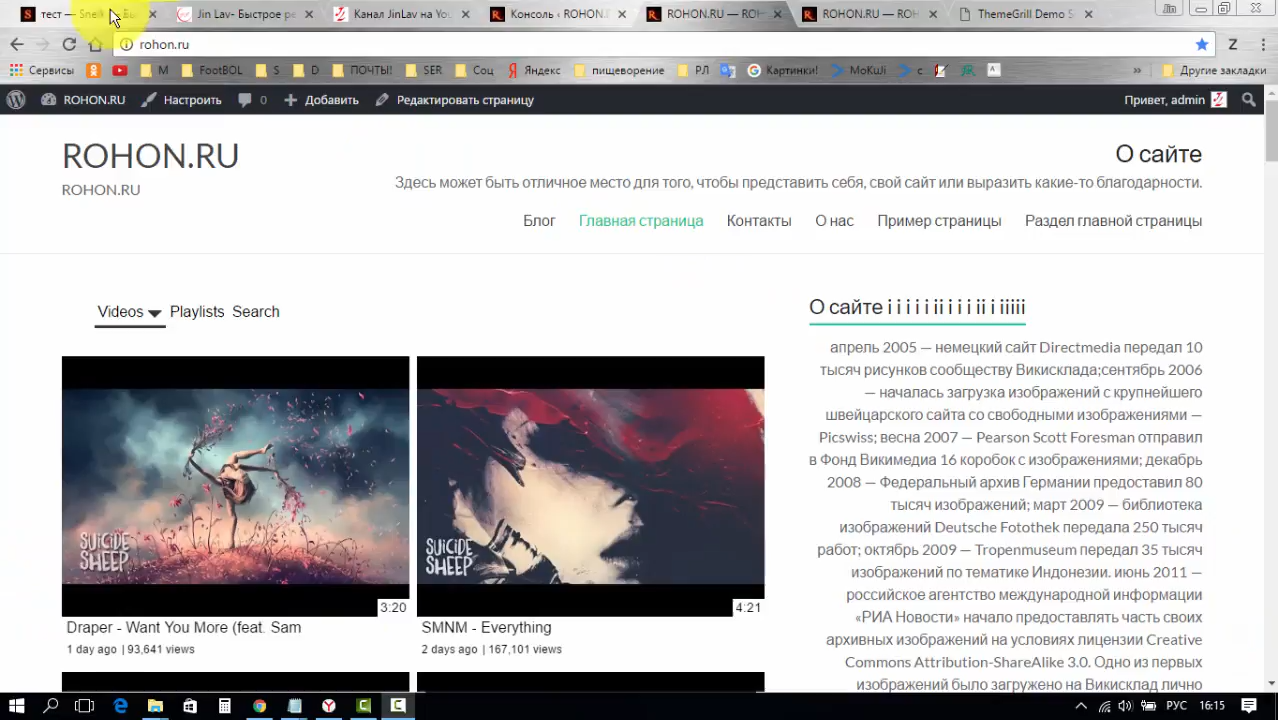 тест — Sneik - Бы
Jin Lav- Быстрое ре
Канал JinLav на You
Консоль ‹ ROHON.R
ROHON.RU — ROH
ROHON.RU — ROH
ThemeGrill Demo S
rohon.ru
Z
Сервисы
М
FootBOL
S
D
ПОЧТЫ!
SER
Соц
Яндекс
пищеворение
РЛ
Картинки!
MoKuJi
с
»
Другие закладки
ROHON.RU
Настроить
0
Добавить
Редактировать страницу
Привет, admin
ROHON.RU
ROHON.RU
О сайте
Здесь может быть отличное место для того, чтобы представить себя, свой сайт или выразить какие-то благодарности.
Блог Главная страница Контакты О нас Пример страницы Раздел главной страницы
Videos Playlists Search
SUICIDE
SHEEP
3:20
Draper - Want You More (feat. Sam
1 day ago | 93,641 views
SUICIDE
SHEEP
4:21
SMNM - Everything
2 days ago | 167,101 views
О сайте i i i i i ii i i i ii i iiiii
апрель 2005 — немецкий сайт Directmedia передал 10
тысяч рисунков сообществу Викисклада;сентябрь 2006
— началась загрузка изображений с крупнейшего
швейцарского сайта со свободными изображениями —
Picswiss; весна 2007 — Pearson Scott Foresman отправил
в Фонд Викимедиа 16 коробок с изображениями; декабрь
2008 — Федеральный архив Германии предоставил 80
тысяч изображений; март 2009 — библиотека
изображений Deutsche Fotothek передала 250 тысяч
работ; октябрь 2009 — Tropenmuseum передал 35 тысяч
изображений по тематике Индонезии. июнь 2011 —
российское агентство международной информации
«РИА Новости» начало предоставлять часть своих
архивных изображений на условиях лицензии Creative
Commons Attribution-ShareAlike 3.0. Одно из первых
изображений было загружено на Викисклад лично
РУС
16:15